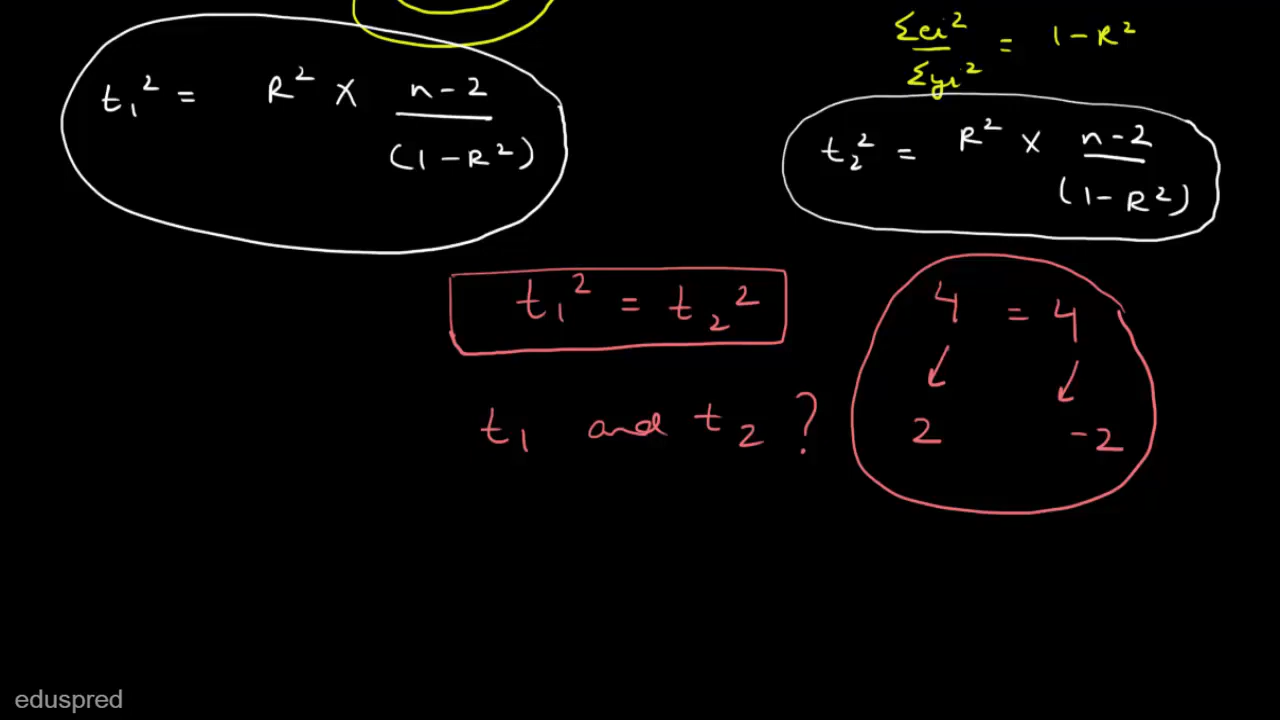 t₁² = R² × n-2 / (1-R²)
Σei² / Σyi² = 1-R²
t₂² = R² × n-2 / (1-R²)
t₁² = t₂²
4 = 4
↙ ↙
2 -2
t₁ and t₂ ?
eduspred